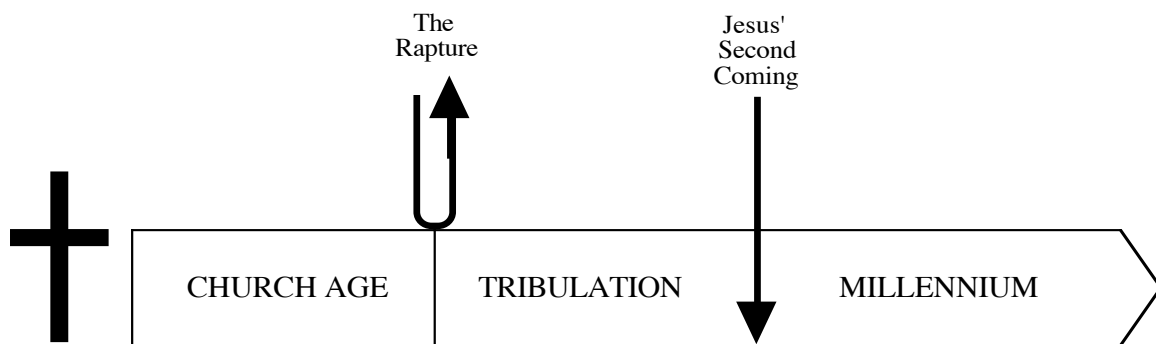 The
Rapture
Jesus'
Second
Coming
CHURCH AGE
TRIBULATION
MILLENNIUM